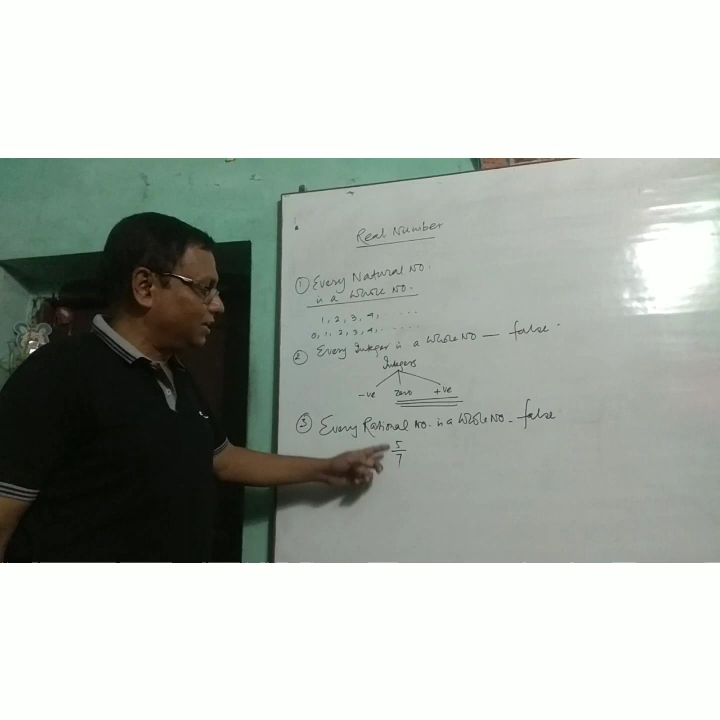 Real Number
① Every Natural NO.
is a Whole NO.
1, 2, 3, 4, ......
0, 1, 2, 3, 4, ......
② Every Integer is a Whole NO — false.
Integers
-ve zero +ve
③ Every Rational NO. is a Whole NO - false
5
7